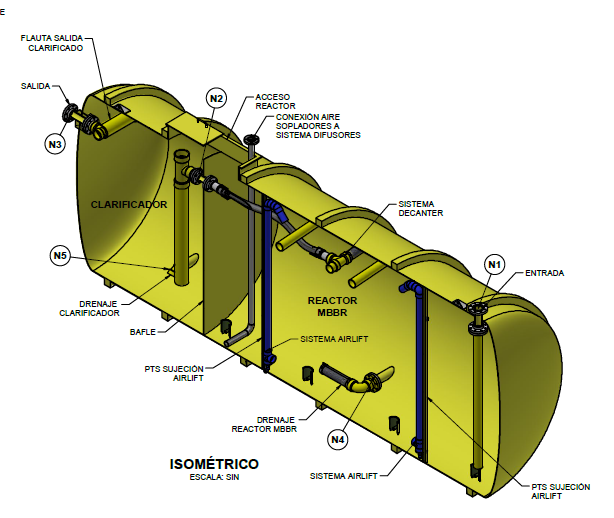 E
FLAUTA SALIDA
CLARIFICADO
SALIDA
N3
N2
ACCESO
REACTOR
CONEXIÓN AIRE
SOPLADORES A
SISTEMA DIFUSORES
CLARIFICADOR
SISTEMA
DECANTER
N1
ENTRADA
N5
DRENAJE
CLARIFICADOR
BAFLE
REACTOR
MBBR
SISTEMA AIRLIFT
PTS SUJECIÓN
AIRLIFT
DRENAJE
REACTOR MBBR
N4
ISOMÉTRICO
ESCALA: SIN
SISTEMA AIRLIFT
PTS SUJECIÓN
AIRLIFT